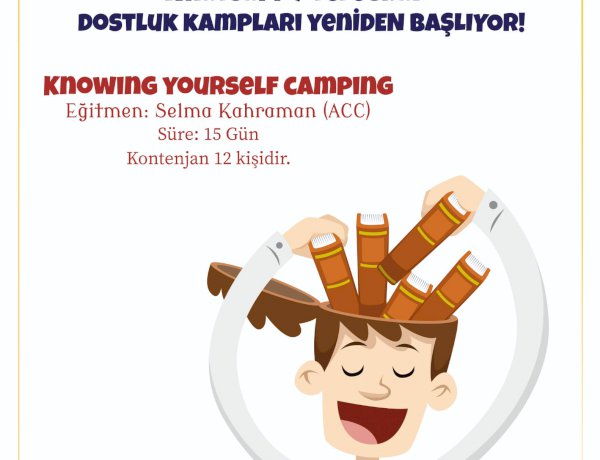 DOSTLUK KAMPLARI YENİDEN BAŞLIYOR!
KNOWING YOURSELF CAMPING
Eğitmen: Selma Kahraman (ACC)
Süre: 15 Gün
Kontenjan 12 kişidir.